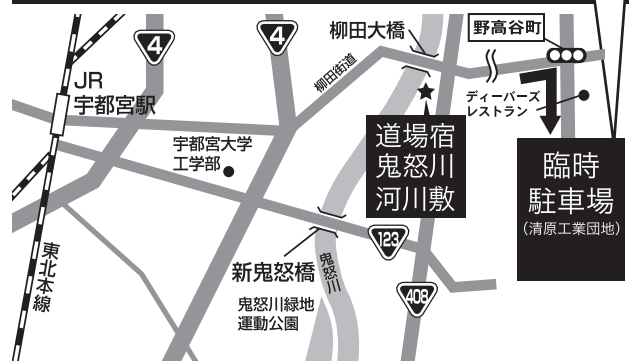 4
4
柳田大橋
野高谷町
柳田街道
JR
宇都宮駅
ディーバーズ
レストラン
宇都宮大学
工学部
道場宿
鬼怒川
河川敷
臨時
駐車場
(清原工業団地)
123
新鬼怒橋
鬼怒川
東北本線
408
鬼怒川緑地
運動公園